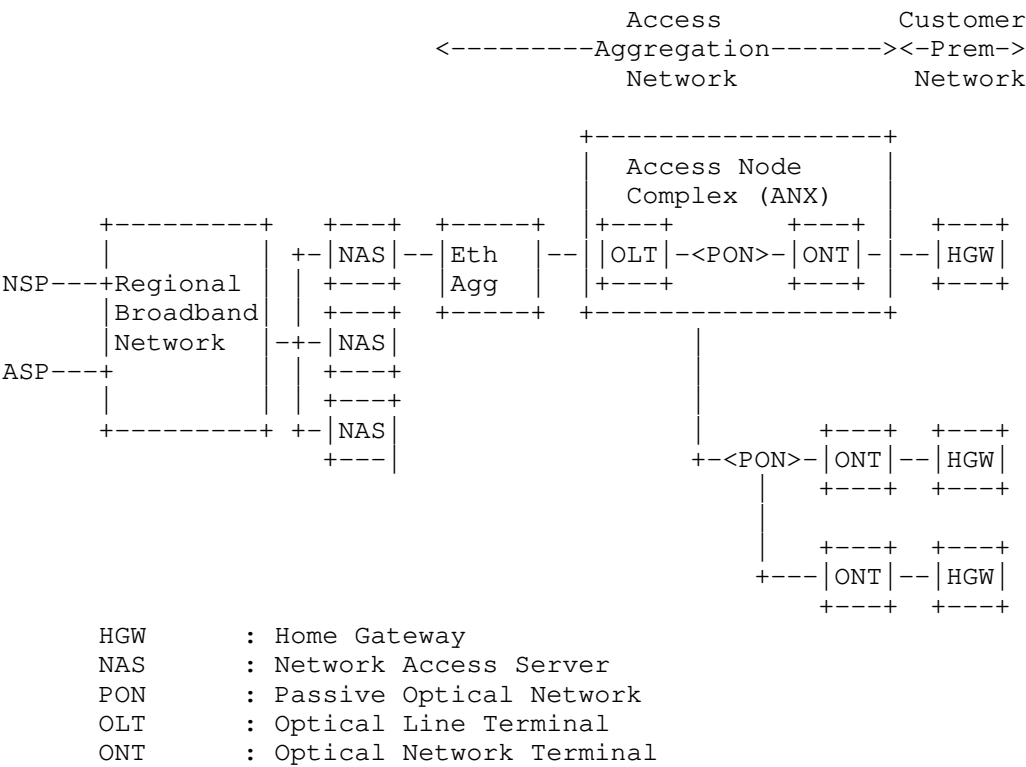 Access            Customer
                            <---------Aggregation-------><-Prem->
                                        Network           Network

                                      +------------------+
                                      |  Access Node     |
                                      |  Complex (ANX)   |
      +---------+   +---+  +------+   |+---+       +---+ |  +---+
      |         | +-|NAS|--|Eth   |--||OLT|-<PON>-|ONT|-|--|HGW|
NSP---+Regional | | +---+  |Agg   |   |+---+       +---+ |  +---+
      |Broadband| | +---+  +-----+   +------------------+
      |Network  |-+-|NAS|                  |
ASP---+         | | +---+                  |
      |         | | +---+                  |
      +---------+ +-|NAS|                  |       +---+  +---+
                    +---|                  +-<PON>-|ONT|--|HGW|
                                               |   +---+  +---+
                                               |
                                               |   +---+  +---+
                                               +---|ONT|--|HGW|
                                                   +---+  +---+
HGW : Home Gateway
NAS : Network Access Server
PON : Passive Optical Network
OLT : Optical Line Terminal
ONT : Optical Network Terminal